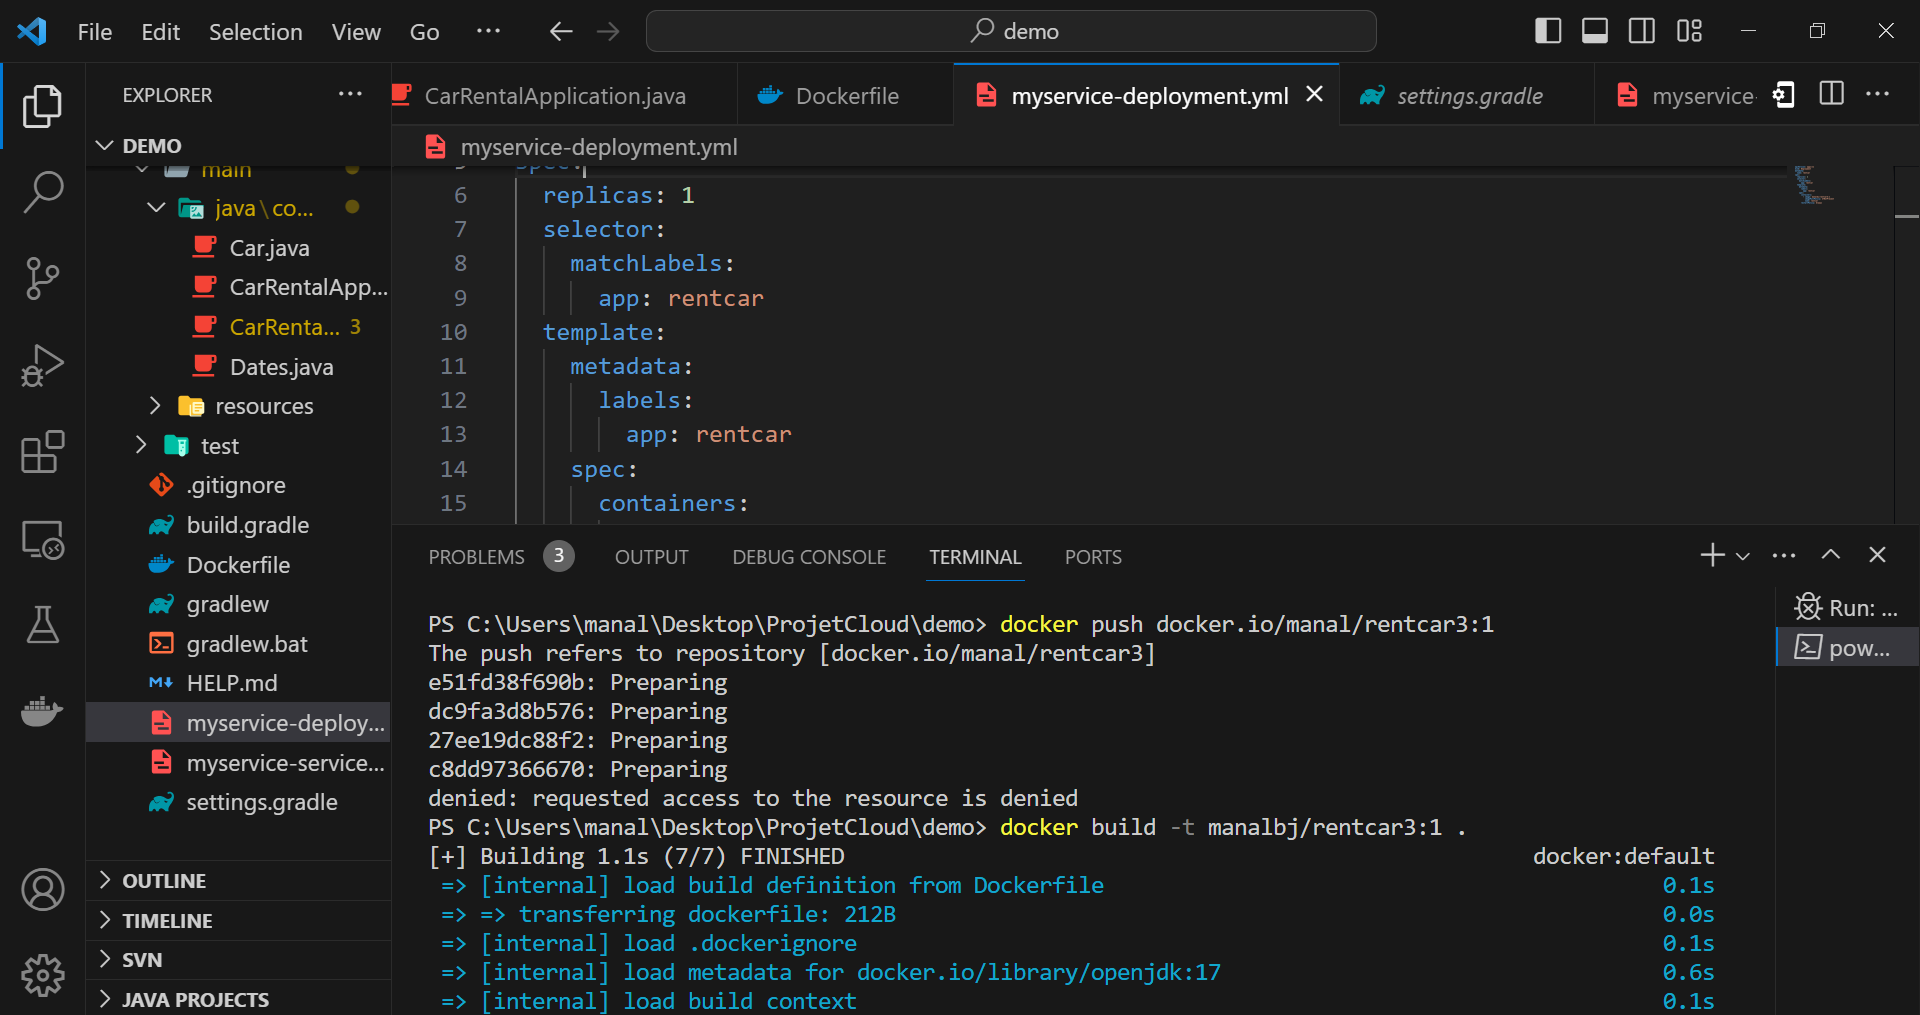 File Edit Selection View Go ··· demo
EXPLORER ···
DEMO
main
java\co...
Car.java
CarRentalApp...
CarRenta... 3
Dates.java
resources
test
.gitignore
build.gradle
Dockerfile
gradlew
gradlew.bat
HELP.md
myservice-deploy...
myservice-service...
settings.gradle
OUTLINE
TIMELINE
SVN
JAVA PROJECTS
CarRentalApplication.java Dockerfile myservice-deployment.yml settings.gradle myservice-
myservice-deployment.yml
5 spec:
6 replicas: 1
7 selector:
8 matchLabels:
9 app: rentcar
10 template:
11 metadata:
12 labels:
13 app: rentcar
14 spec:
15 containers:
PROBLEMS 3 OUTPUT DEBUG CONSOLE TERMINAL PORTS
Run: ...
pow...
PS C:\Users\manal\Desktop\ProjetCloud\demo> docker push docker.io/manal/rentcar3:1
The push refers to repository [docker.io/manal/rentcar3]
e51fd38f690b: Preparing
dc9fa3d8b576: Preparing
27ee19dc88f2: Preparing
c8dd97366670: Preparing
denied: requested access to the resource is denied
PS C:\Users\manal\Desktop\ProjetCloud\demo> docker build -t manalbj/rentcar3:1 .
[+] Building 1.1s (7/7) FINISHED docker:default
=> [internal] load build definition from Dockerfile 0.1s
=> => transferring dockerfile: 212B 0.0s
=> [internal] load .dockerignore 0.1s
=> [internal] load metadata for docker.io/library/openjdk:17 0.6s
=> [internal] load build context 0.1s